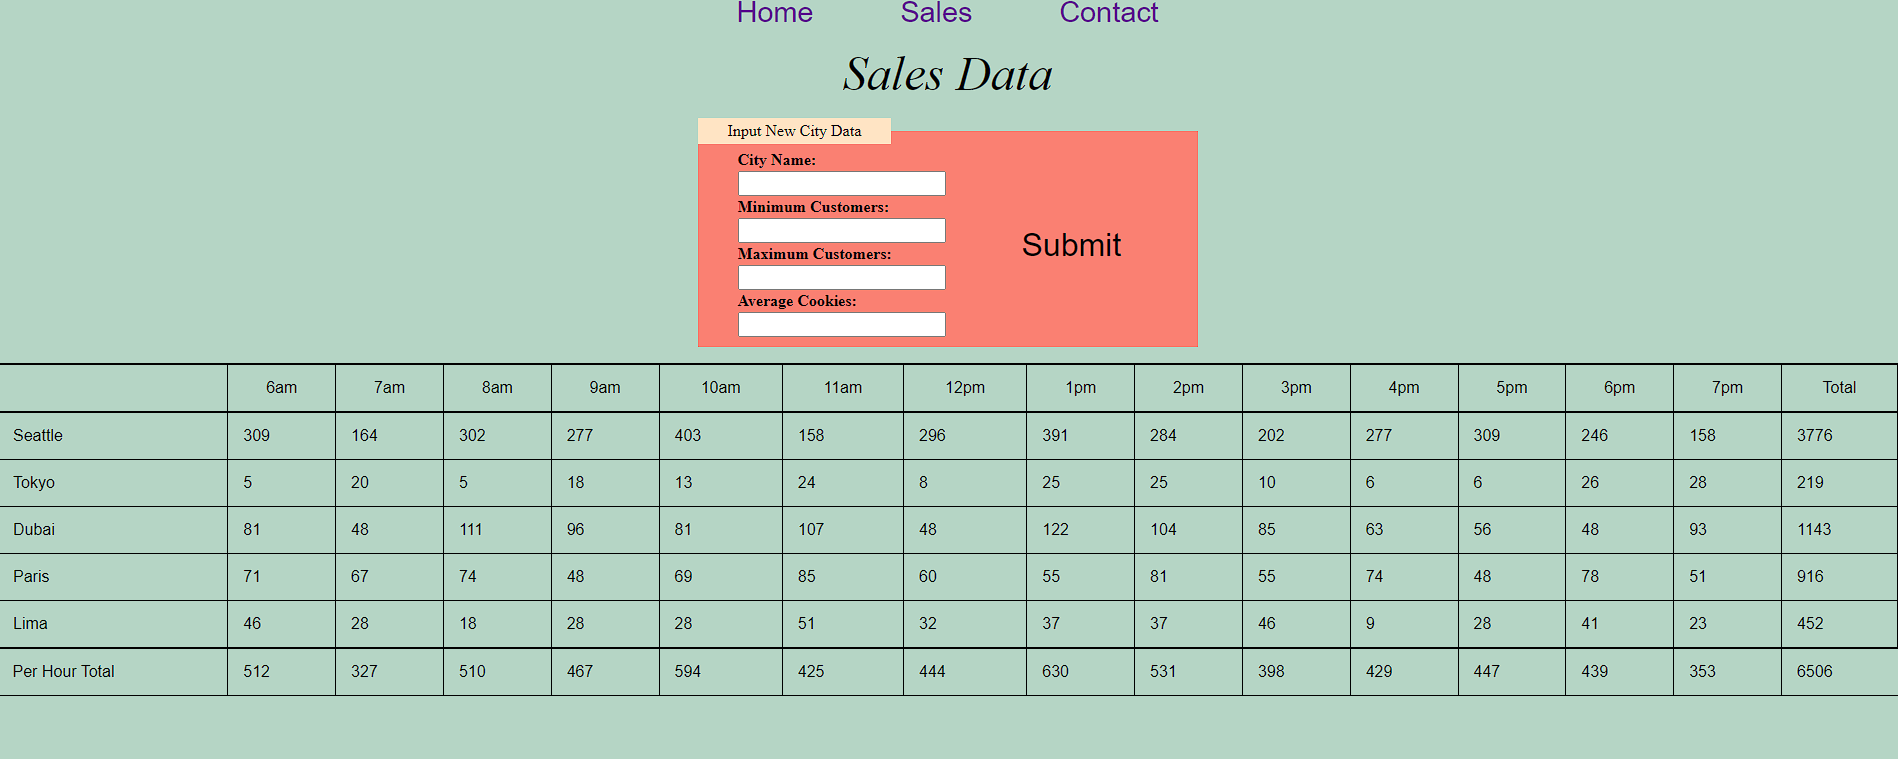 Home Sales Contact
Sales Data
Input New City Data
City Name:
Minimum Customers:
Maximum Customers:
Average Cookies:
Submit
6am 7am 8am 9am 10am 11am 12pm 1pm 2pm 3pm 4pm 5pm 6pm 7pm Total
Seattle 309 164 302 277 403 158 296 391 284 202 277 309 246 158 3776
Tokyo 5 20 5 18 13 24 8 25 25 10 6 6 26 28 219
Dubai 81 48 111 96 81 107 48 122 104 85 63 56 48 93 1143
Paris 71 67 74 48 69 85 60 55 81 55 74 48 78 51 916
Lima 46 28 18 28 28 51 32 37 37 46 9 28 41 23 452
Per Hour Total 512 327 510 467 594 425 444 630 531 398 429 447 439 353 6506